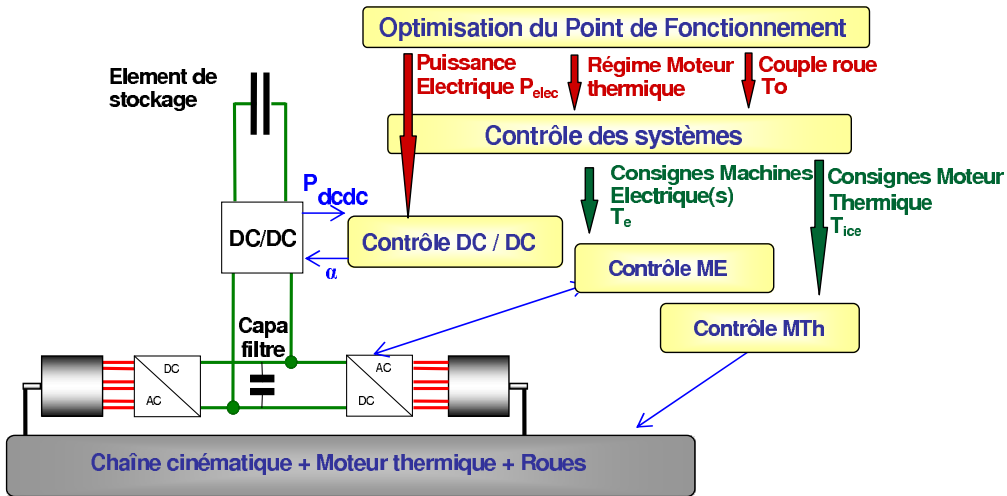 Optimisation du Point de Fonctionnement
Puissance
Electrique Pelec
Régime Moteur
thermique
Couple roue
To
Element de
stockage
Contrôle des systèmes
Consignes Machines
Electrique(s)
Te
Consignes Moteur
Thermique
Tice
Pdcdc
DC/DC
α
Contrôle DC / DC
Contrôle ME
Contrôle MTh
Capa
filtre
DC
AC
AC
DC
Chaîne cinématique + Moteur thermique + Roues